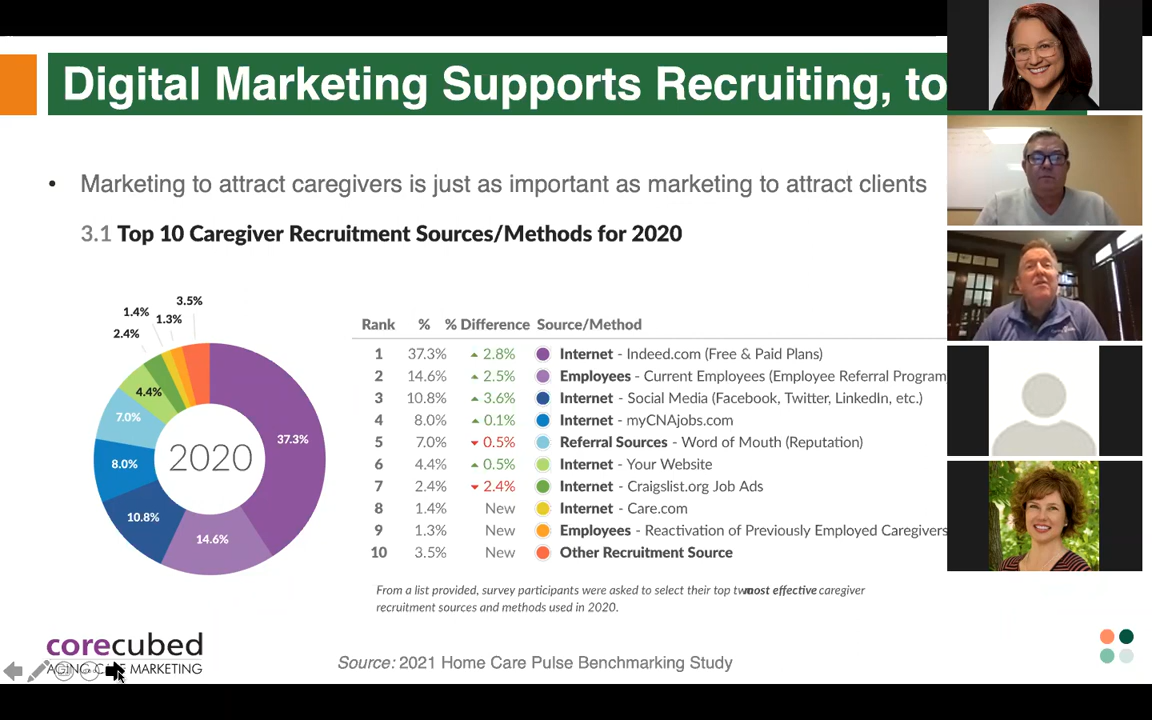 Digital Marketing Supports Recruiting, to
• Marketing to attract caregivers is just as important as marketing to attract clients
3.1 Top 10 Caregiver Recruitment Sources/Methods for 2020
3.5%
1.4%
1.3%
2.4%
4.4%
7.0%
37.3%
2020
8.0%
10.8%
14.6%
Rank % % Difference Source/Method
1 37.3% ▲ 2.8% Internet - Indeed.com (Free & Paid Plans)
2 14.6% ▲ 2.5% Employees - Current Employees (Employee Referral Program
3 10.8% ▲ 3.6% Internet - Social Media (Facebook, Twitter, LinkedIn, etc.)
4 8.0% ▲ 0.1% Internet - myCNAjobs.com
5 7.0% ▼ 0.5% Referral Sources - Word of Mouth (Reputation)
6 4.4% ▲ 0.5% Internet - Your Website
7 2.4% ▼ 2.4% Internet - Craigslist.org Job Ads
8 1.4% New Internet - Care.com
9 1.3% New Employees - Reactivation of Previously Employed Caregivers
10 3.5% New Other Recruitment Source
From a list provided, survey participants were asked to select their top two most effective caregiver
recruitment sources and methods used in 2020.
corecubed
AGING CARE MARKETING
Source: 2021 Home Care Pulse Benchmarking Study